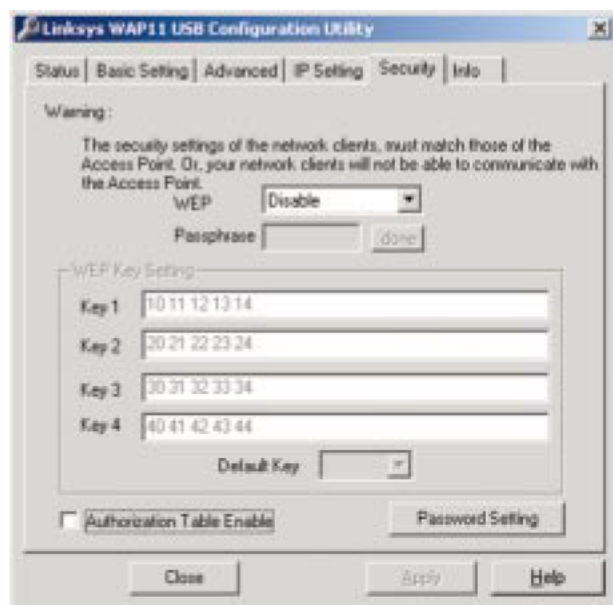 Linksys WAP11 USB Configuration Utility
Status Basic Setting Advanced IP Setting Security Info
Warning :
The security settings of the network clients, must match those of the
Access Point. Or, your network clients will not be able to communicate with
the Access Point.
WEP Disable
Passphrase done
WEP Key Setting
Key 1 10 11 12 13 14
Key 2 20 21 22 23 24
Key 3 30 31 32 33 34
Key 4 40 41 42 43 44
Default Key
Authorization Table Enable Password Setting
Close Apply Help